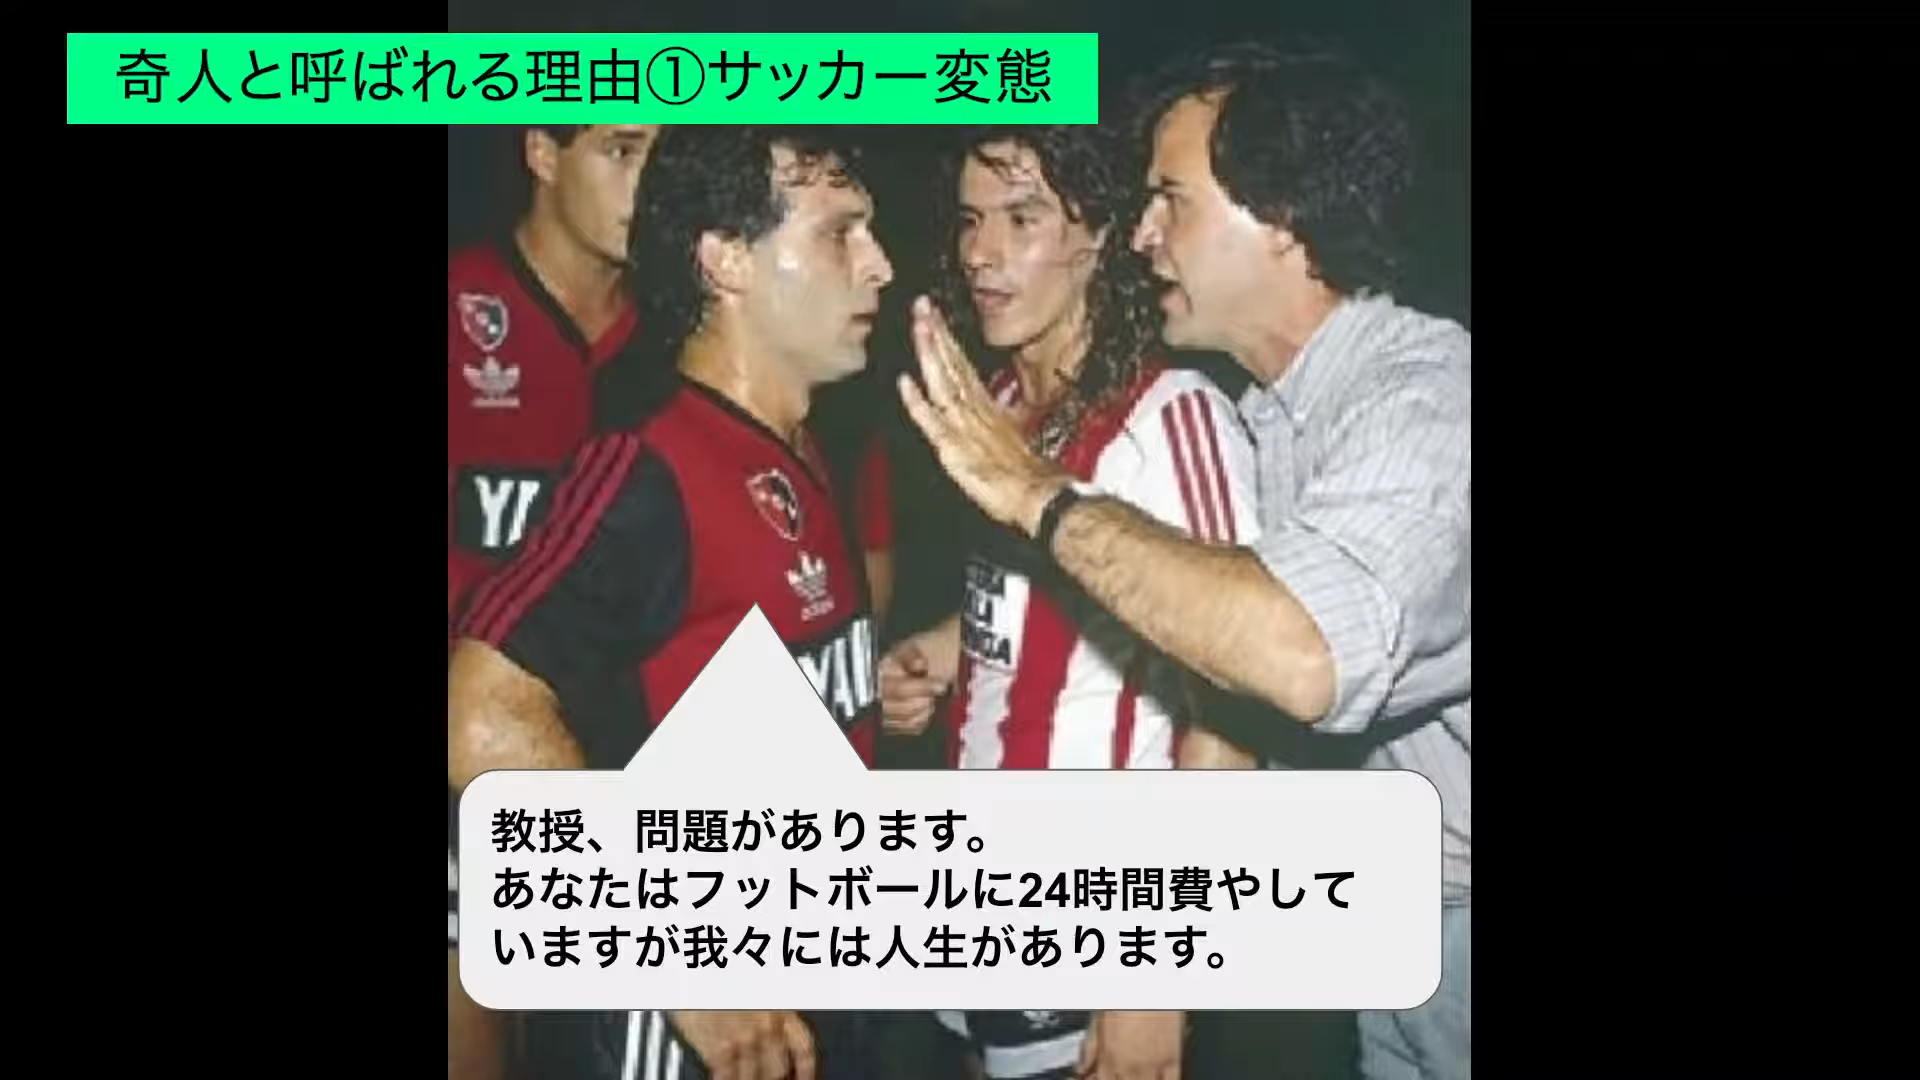 奇人と呼ばれる理由①サッカー変態
YA
YAM
教授、問題があります。
あなたはフットボールに24時間費やして
いますが我々には人生があります。